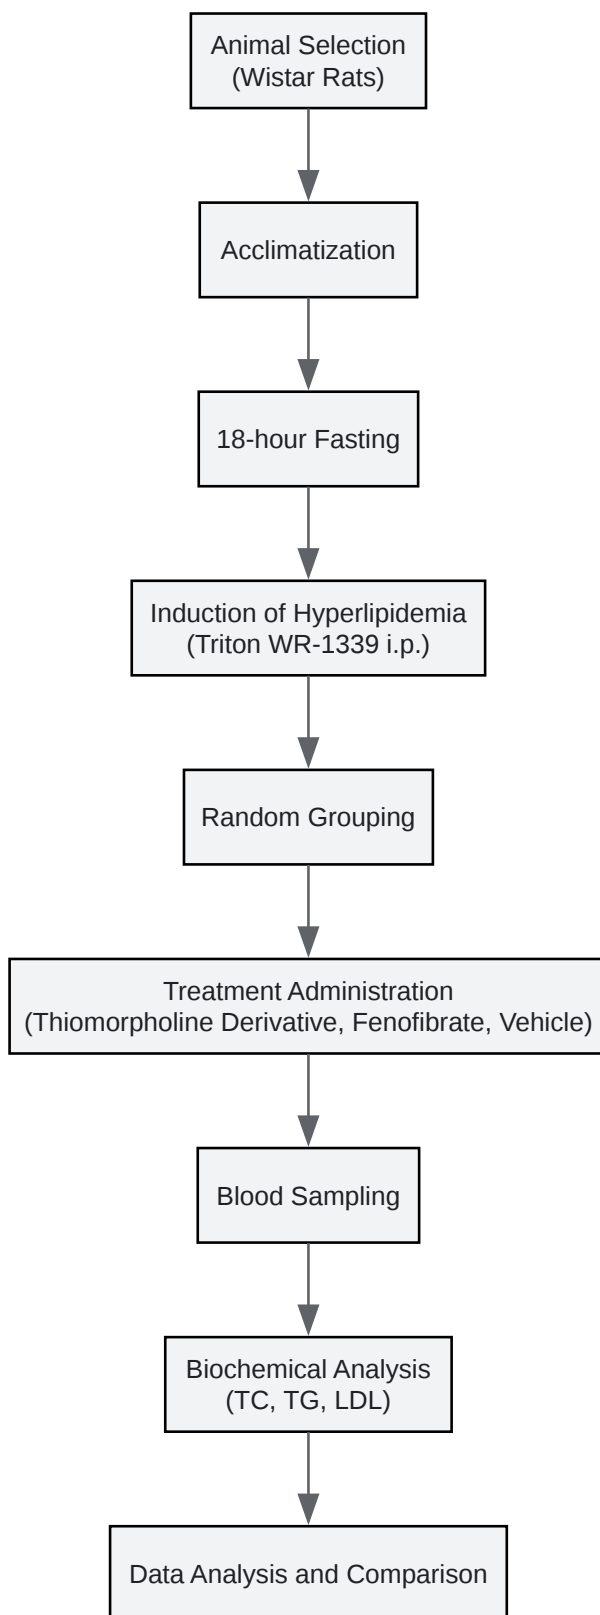 Animal Selection
(Wistar Rats)
Acclimatization
18-hour Fasting
Induction of Hyperlipidemia
(Triton WR-1339 i.p.)
Random Grouping
Treatment Administration
(Thiomorpholine Derivative, Fenofibrate, Vehicle)
Blood Sampling
Biochemical Analysis
(TC, TG, LDL)
Data Analysis and Comparison